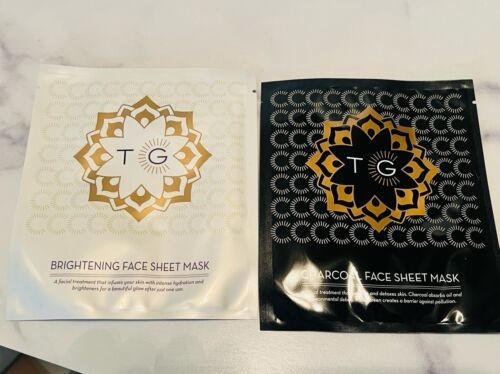 TG
BRIGHTENING FACE SHEET MASK
A facial treatment that infuses your skin with intense hydration and
brighteners for a beautiful glow after just one use.
TG
CHARCOAL FACE SHEET MASK
treatment that and detoxes skin. Charcoal absorbs oil and
creates a barrier against pollution.